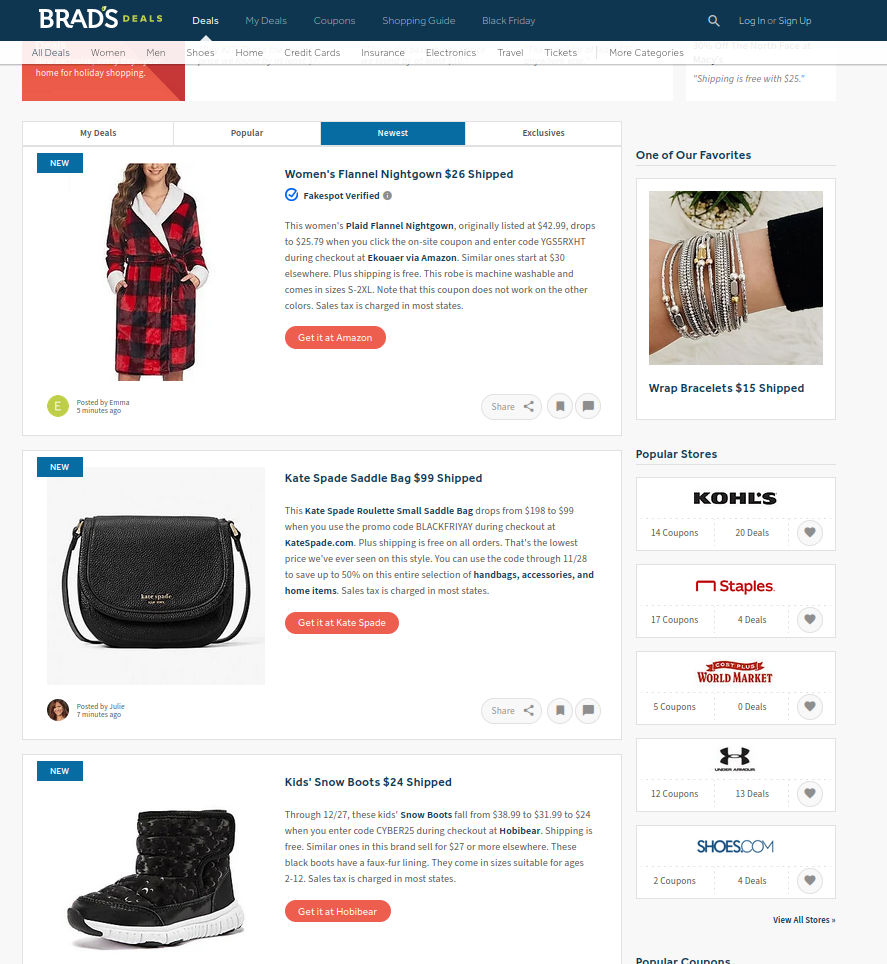 BRAD'S DEALS
Deals
My Deals
Coupons
Shopping Guide
Black Friday
Log In or Sign Up
All Deals
Women
Men
Shoes
Home
Credit Cards
Insurance
Electronics
Travel
Tickets
More Categories
home for holiday shopping.
30% Off The North Face at
Macy's
"Shipping is free with $25."
My Deals
Popular
Newest
Exclusives
NEW
Women's Flannel Nightgown $26 Shipped
Fakespot Verified
This women's Plaid Flannel Nightgown, originally listed at $42.99, drops
to $25.79 when you click the on-site coupon and enter code YGS5RXHT
during checkout at Ekouaer via Amazon. Similar ones start at $30
elsewhere. Plus shipping is free. This robe is machine washable and
comes in sizes S-2XL. Note that this coupon does not work on the other
colors. Sales tax is charged in most states.
Get it at Amazon
E
Posted by Emma
5 minutes ago
Share
NEW
Kate Spade Saddle Bag $99 Shipped
This Kate Spade Roulette Small Saddle Bag drops from $198 to $99
when you use the promo code BLACKFRIYAY during checkout at
KateSpade.com. Plus shipping is free on all orders. That's the lowest
price we've ever seen on this style. You can use the code through 11/28
to save up to 50% on this entire selection of handbags, accessories, and
home items. Sales tax is charged in most states.
Get it at Kate Spade
kate spade
NEW YORK
Posted by Julie
7 minutes ago
Share
NEW
Kids' Snow Boots $24 Shipped
Through 12/27, these kids' Snow Boots fall from $38.99 to $31.99 to $24
when you enter code CYBER25 during checkout at Hobibear. Shipping is
free. Similar ones in this brand sell for $27 or more elsewhere. These
black boots have a faux-fur lining. They come in sizes suitable for ages
2-12. Sales tax is charged in most states.
Get it at Hobibear
One of Our Favorites
Wrap Bracelets $15 Shipped
Popular Stores
KOHL'S
14 Coupons
20 Deals
Staples
17 Coupons
4 Deals
COST PLUS
WORLD MARKET
5 Coupons
0 Deals
UNDER ARMOUR
12 Coupons
13 Deals
SHOES.COM
2 Coupons
4 Deals
View All Stores »
Popular Coupons